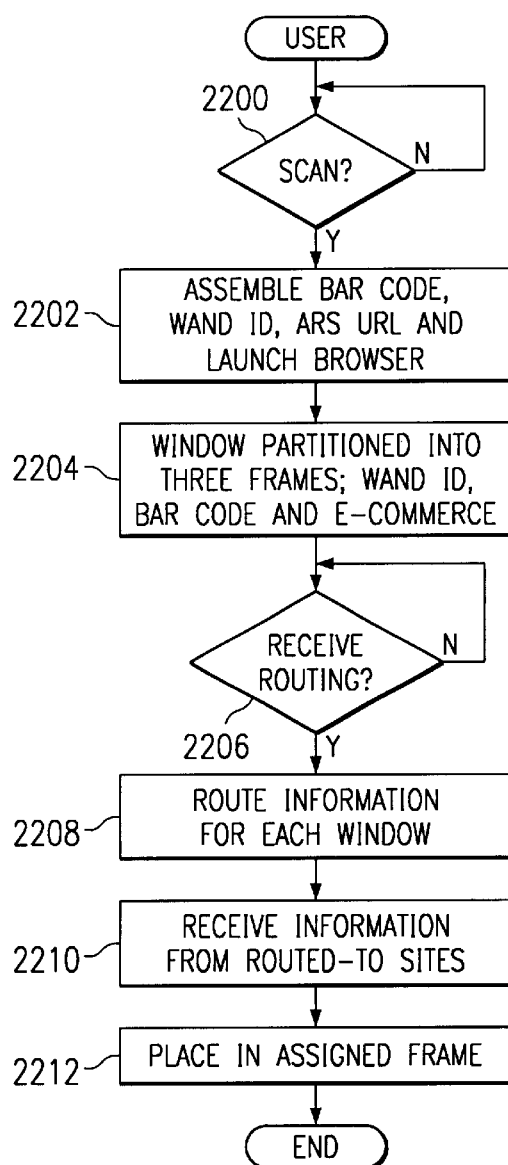 USER
2200
SCAN?
N
Y
2202
ASSEMBLE BAR CODE,
WAND ID, ARS URL AND
LAUNCH BROWSER
2204
WINDOW PARTITIONED INTO
THREE FRAMES; WAND ID,
BAR CODE AND E-COMMERCE
RECEIVE
ROUTING?
N
2206
Y
2208
ROUTE INFORMATION
FOR EACH WINDOW
2210
RECEIVE INFORMATION
FROM ROUTED-TO SITES
2212
PLACE IN ASSIGNED FRAME
END